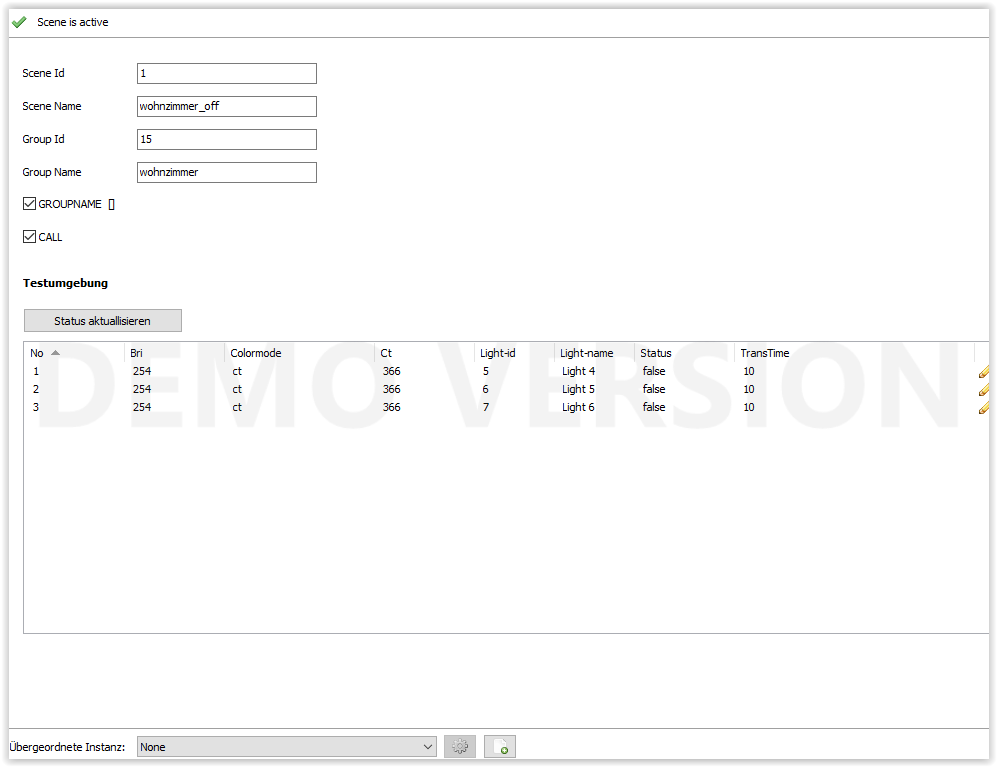 Scene is active
Scene Id 1
Scene Name wohnzimmer_off
Group Id 15
Group Name wohnzimmer
GROUPNAME []
CALL
Testumgebung
Status aktuallisieren
No Bri Colormode Ct Light-id Light-name Status TransTime
1 254 ct 366 5 Light 4 false 10
2 254 ct 366 6 Light 5 false 10
3 254 ct 366 7 Light 6 false 10
DEMO VERSION
Übergeordnete Instanz: None